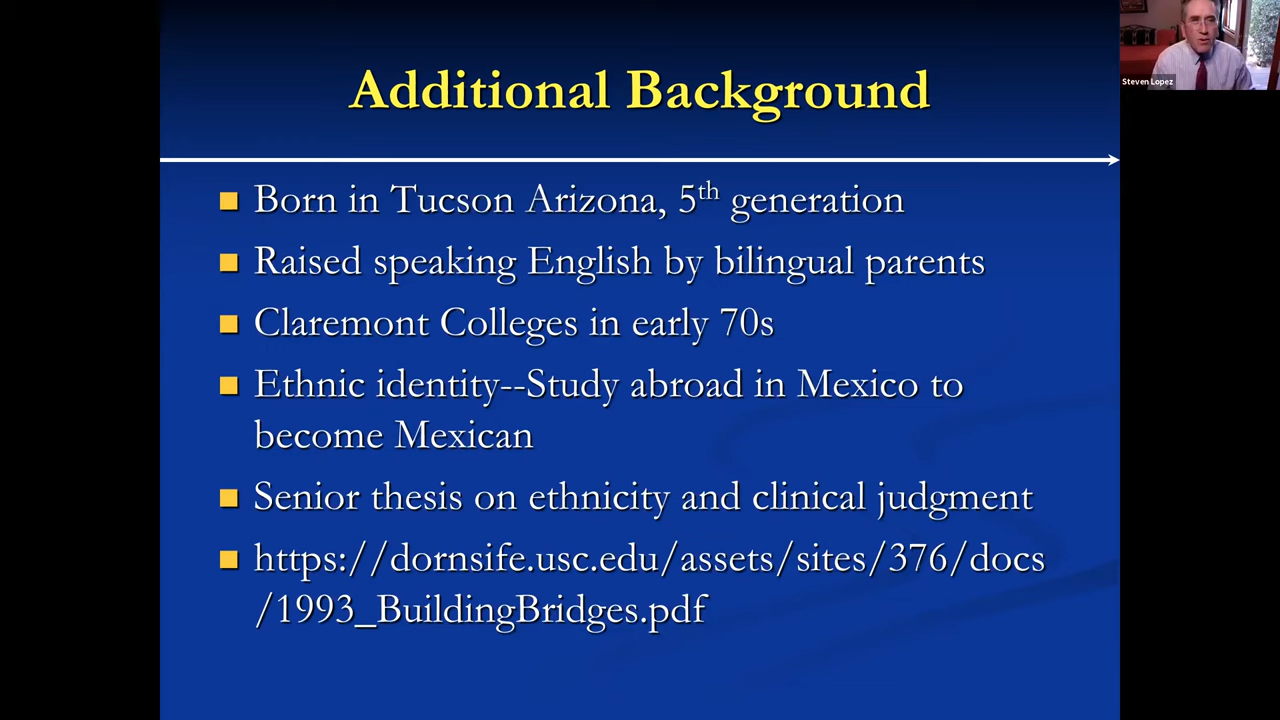 Additional Background
Born in Tucson Arizona, 5th generation
Raised speaking English by bilingual parents
Claremont Colleges in early 70s
Ethnic identity--Study abroad in Mexico to
become Mexican
Senior thesis on ethnicity and clinical judgment
https://dornsife.usc.edu/assets/sites/376/docs
/1993_BuildingBridges.pdf
Steven Lopez